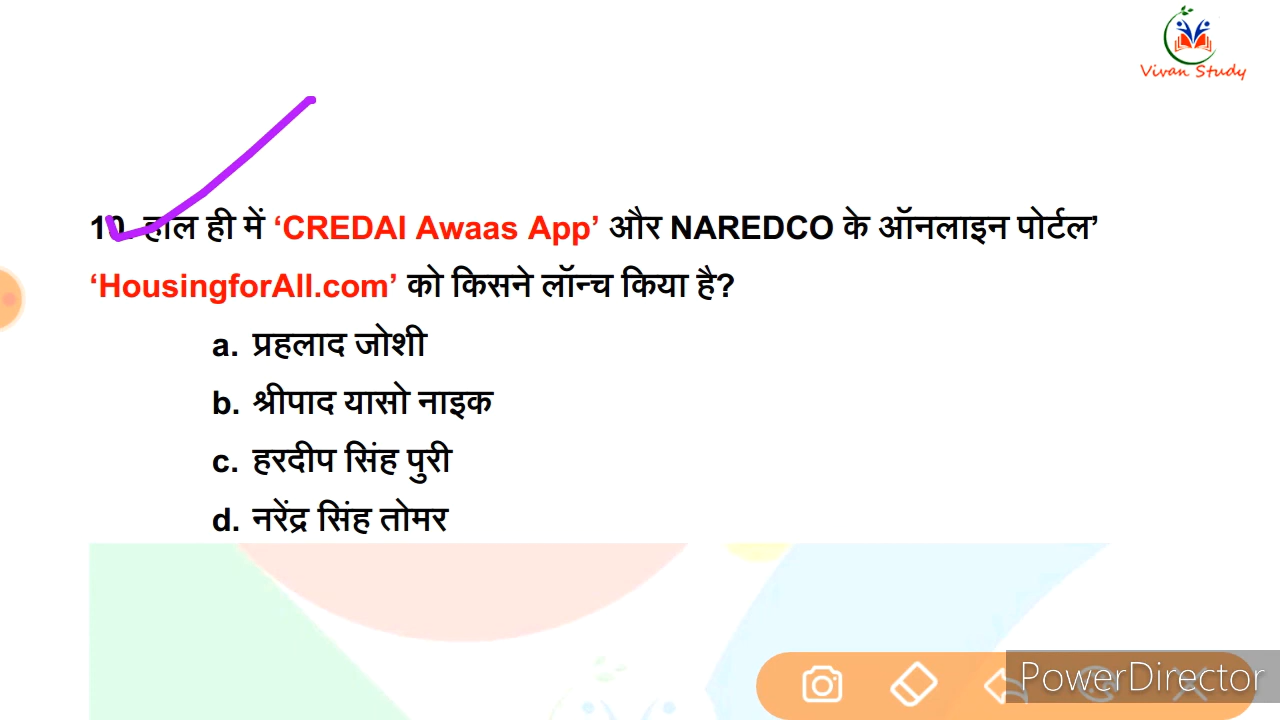 Vivan Study
10. हाल ही में ‘CREDAI Awaas App’ और NAREDCO के ऑनलाइन पोर्टल’
‘HousingforAll.com’ को किसने लॉन्च किया है?
a. प्रहलाद जोशी
b. श्रीपाद यासो नाइक
c. हरदीप सिंह पुरी
d. नरेंद्र सिंह तोमर
PowerDirector